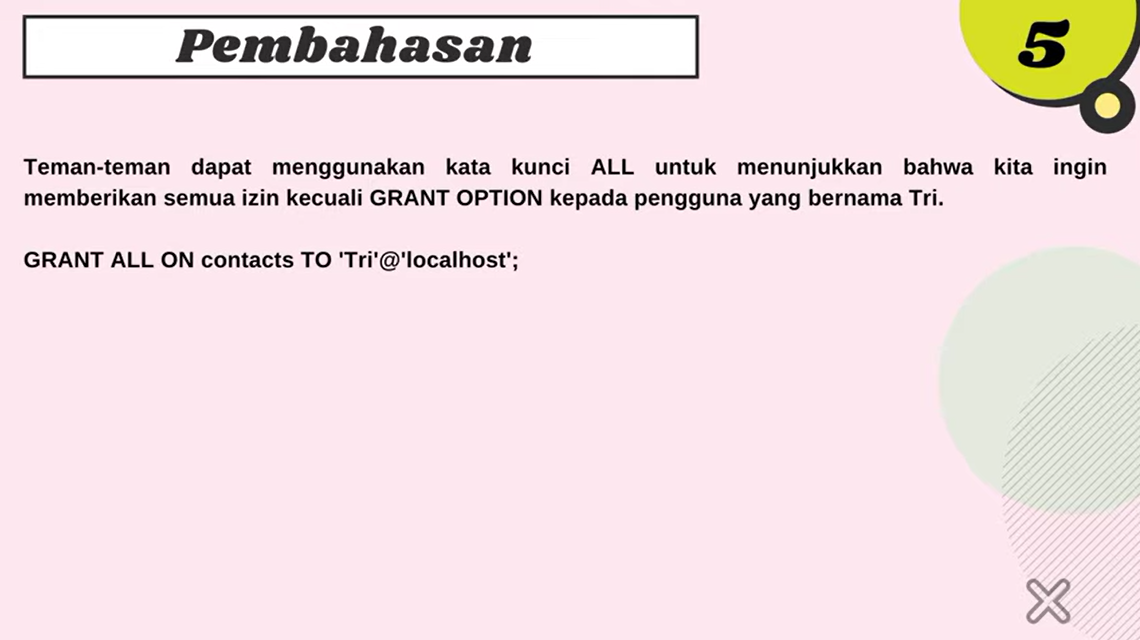 Pembahasan
5
Teman-teman dapat menggunakan kata kunci ALL untuk menunjukkan bahwa kita ingin
memberikan semua izin kecuali GRANT OPTION kepada pengguna yang bernama Tri.
GRANT ALL ON contacts TO 'Tri'@'localhost';